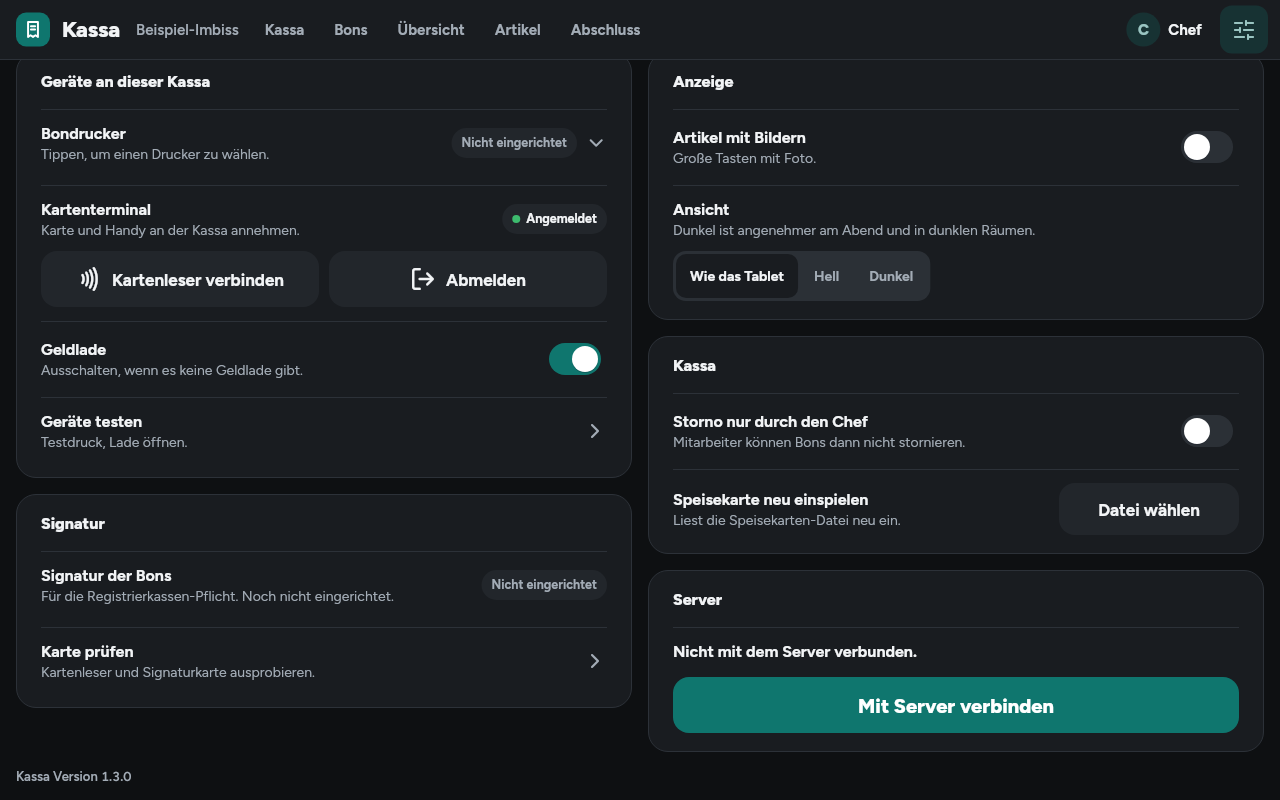 Kassa
Beispiel-Imbiss
Kassa
Bons
Übersicht
Artikel
Abschluss
C
Chef
Geräte an dieser Kassa
Bondrucker
Tippen, um einen Drucker zu wählen.
Nicht eingerichtet
Kartenterminal
Karte und Handy an der Kassa annehmen.
Angemeldet
Kartenleser verbinden
Abmelden
Geldlade
Ausschalten, wenn es keine Geldlade gibt.
Geräte testen
Testdruck, Lade öffnen.
Signatur
Signatur der Bons
Für die Registrierkassen-Pflicht. Noch nicht eingerichtet.
Nicht eingerichtet
Karte prüfen
Kartenleser und Signaturkarte ausprobieren.
Anzeige
Artikel mit Bildern
Große Tasten mit Foto.
Ansicht
Dunkel ist angenehmer am Abend und in dunklen Räumen.
Wie das Tablet
Hell
Dunkel
Kassa
Storno nur durch den Chef
Mitarbeiter können Bons dann nicht stornieren.
Speisekarte neu einspielen
Liest die Speisekarten-Datei neu ein.
Datei wählen
Server
Nicht mit dem Server verbunden.
Mit Server verbinden
Kassa Version 1.3.0